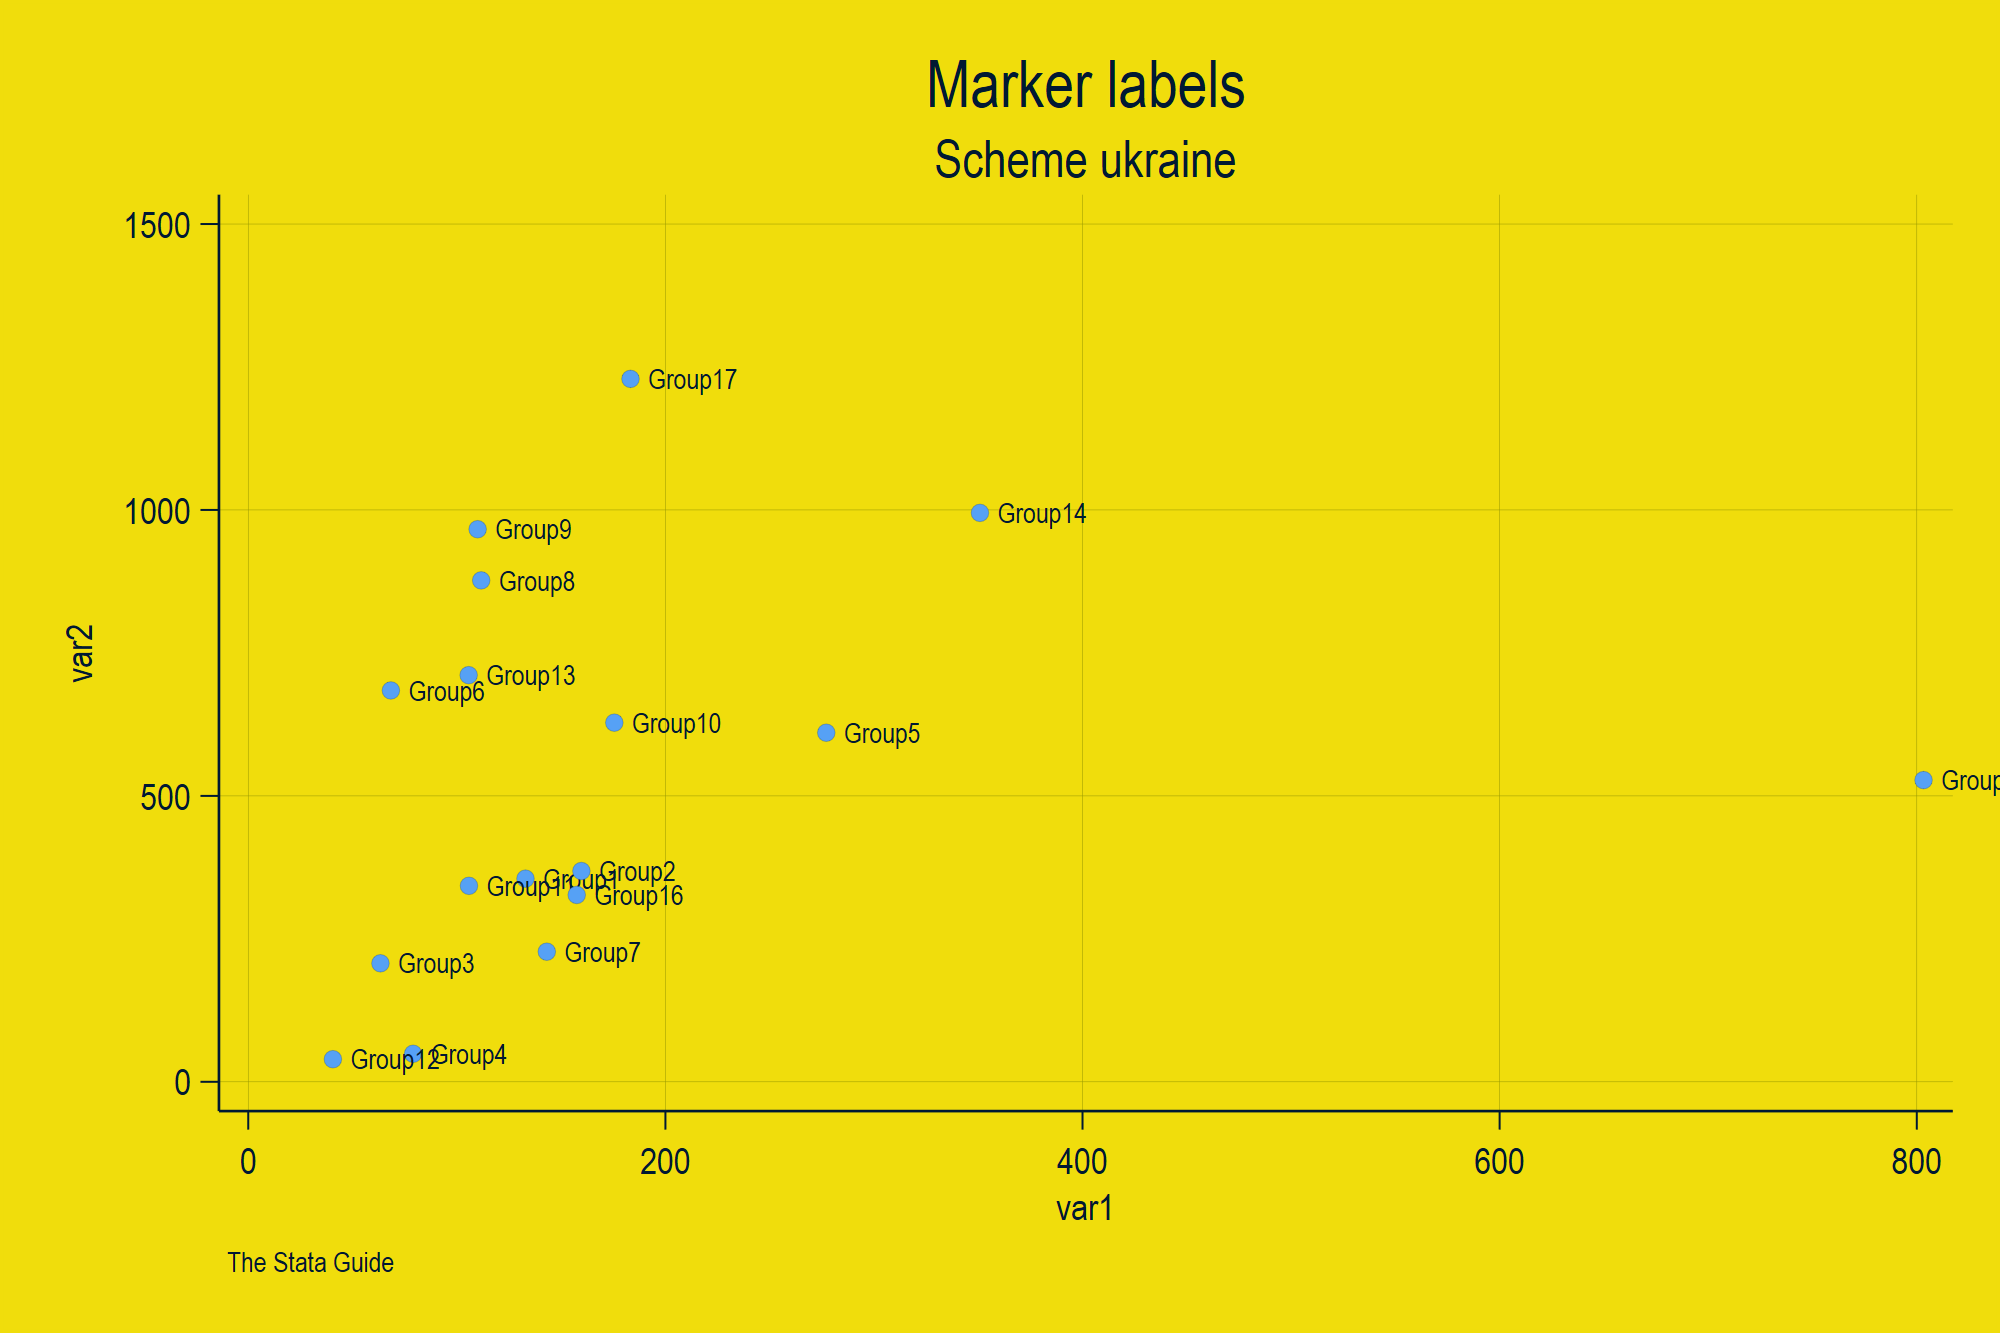 Marker labels
Scheme ukraine
1500
1000
500
0
var2
Group17
Group14
Group9
Group8
Group13
Group6
Group10
Group5
Group
Group2
Group1
Group11
Group16
Group7
Group3
Group4
Group12
0 200 400 600 800
var1
The Stata Guide